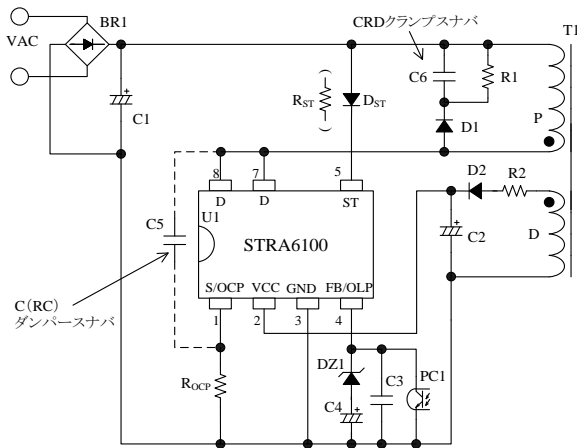 CRDクランプスナバ
BR1
T1
VAC
C6
R1
RST
DST
C1
P
D1
8
7
5
D2
R2
D
D
ST
U1
C5
STRA6100
C2
D
S/OCP
VCC
GND
FB/OLP
C(RC)
ダンパースナバ
1
2
3
4
DZ1
C3
PC1
ROCP
C4